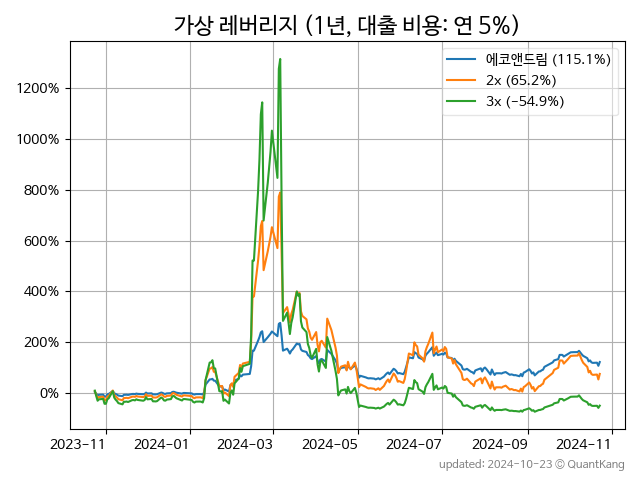 가상 레버리지 (1년, 대출 비용: 연 5%)
에코앤드림 (115.1%)
2x (65.2%)
3x (−54.9%)
1200%
1000%
800%
600%
400%
200%
0%
2023-11 2024-01 2024-03 2024-05 2024-07 2024-09 2024-11
updated: 2024-10-23 © QuantKang